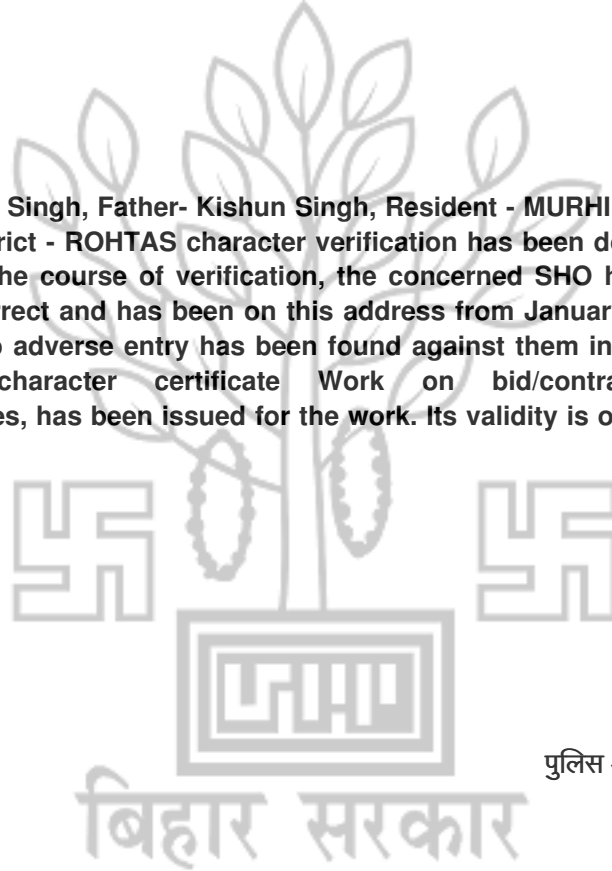 Singh, Father- Kishun Singh, Resident - MURHI
rict - ROHTAS character verification has been d
he course of verification, the concerned SHO h
rrect and has been on this address from Januar
o adverse entry has been found against them in
character certificate Work on bid/contra
es, has been issued for the work. Its validity is o
पुलिस
बिहार सरकार